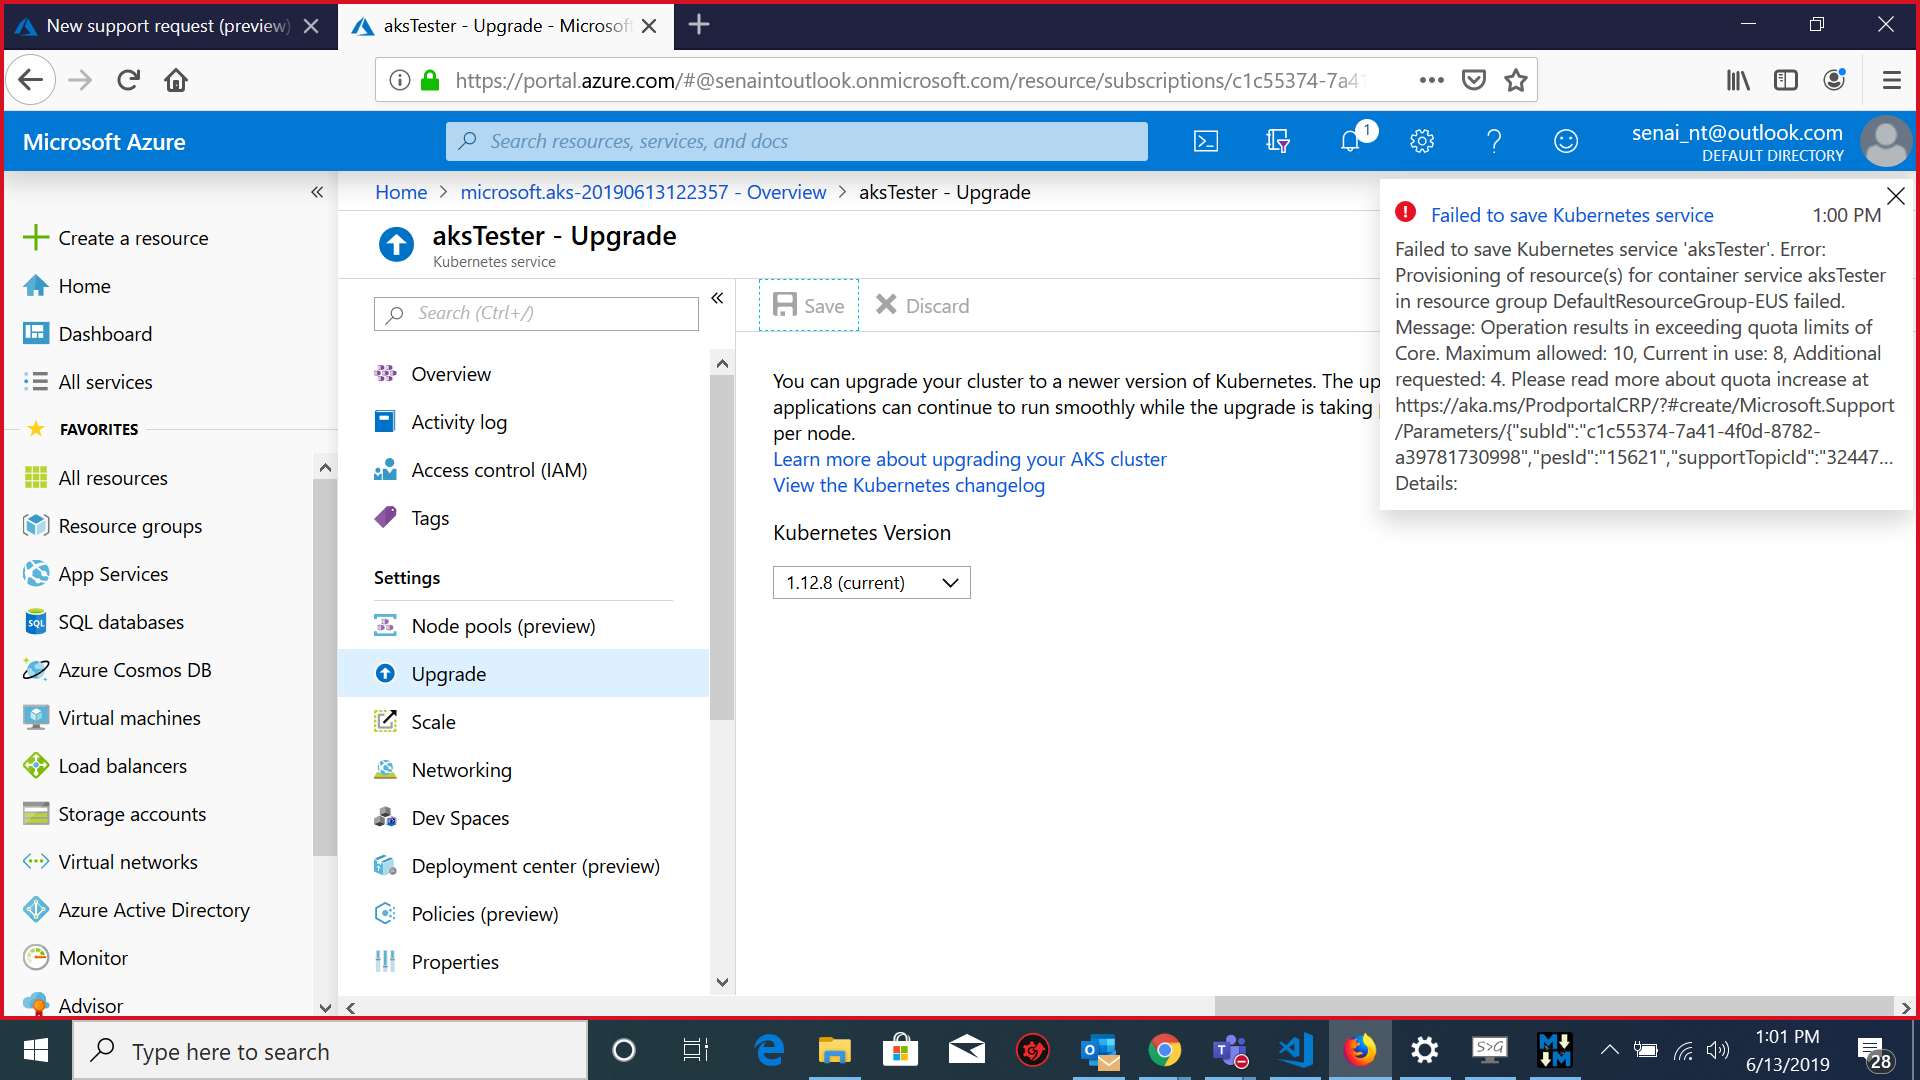 New support request (preview)
aksTester - Upgrade - Microsoft
https://portal.azure.com/#@senaintoutlook.onmicrosoft.com/resource/subscriptions/c1c55374-7a41
Microsoft Azure
Search resources, services, and docs
1
senai_nt@outlook.com
DEFAULT DIRECTORY
Home > microsoft.aks-20190613122357 - Overview > aksTester - Upgrade
aksTester - Upgrade
Kubernetes service
Create a resource
Home
Dashboard
All services
FAVORITES
All resources
Resource groups
App Services
SQL
SQL databases
Azure Cosmos DB
Virtual machines
Load balancers
Storage accounts
Virtual networks
Azure Active Directory
Monitor
Advisor
Search (Ctrl+/)
Overview
Activity log
Access control (IAM)
Tags
Settings
Node pools (preview)
Upgrade
Scale
Networking
Dev Spaces
Deployment center (preview)
Policies (preview)
Properties
Save
Discard
You can upgrade your cluster to a newer version of Kubernetes. The up
applications can continue to run smoothly while the upgrade is taking
per node.
Learn more about upgrading your AKS cluster
View the Kubernetes changelog
Kubernetes Version
1.12.8 (current)
Failed to save Kubernetes service 1:00 PM
Failed to save Kubernetes service 'aksTester'. Error:
Provisioning of resource(s) for container service aksTester
in resource group DefaultResourceGroup-EUS failed.
Message: Operation results in exceeding quota limits of
Core. Maximum allowed: 10, Current in use: 8, Additional
requested: 4. Please read more about quota increase at
https://aka.ms/ProdportalCRP/?#create/Microsoft.Support
/Parameters/{"subId":"c1c55374-7a41-4f0d-8782-
a39781730998","pesId":"15621","supportTopicId":"32447...
Details:
Type here to search
S>G
1:01 PM
6/13/2019
28